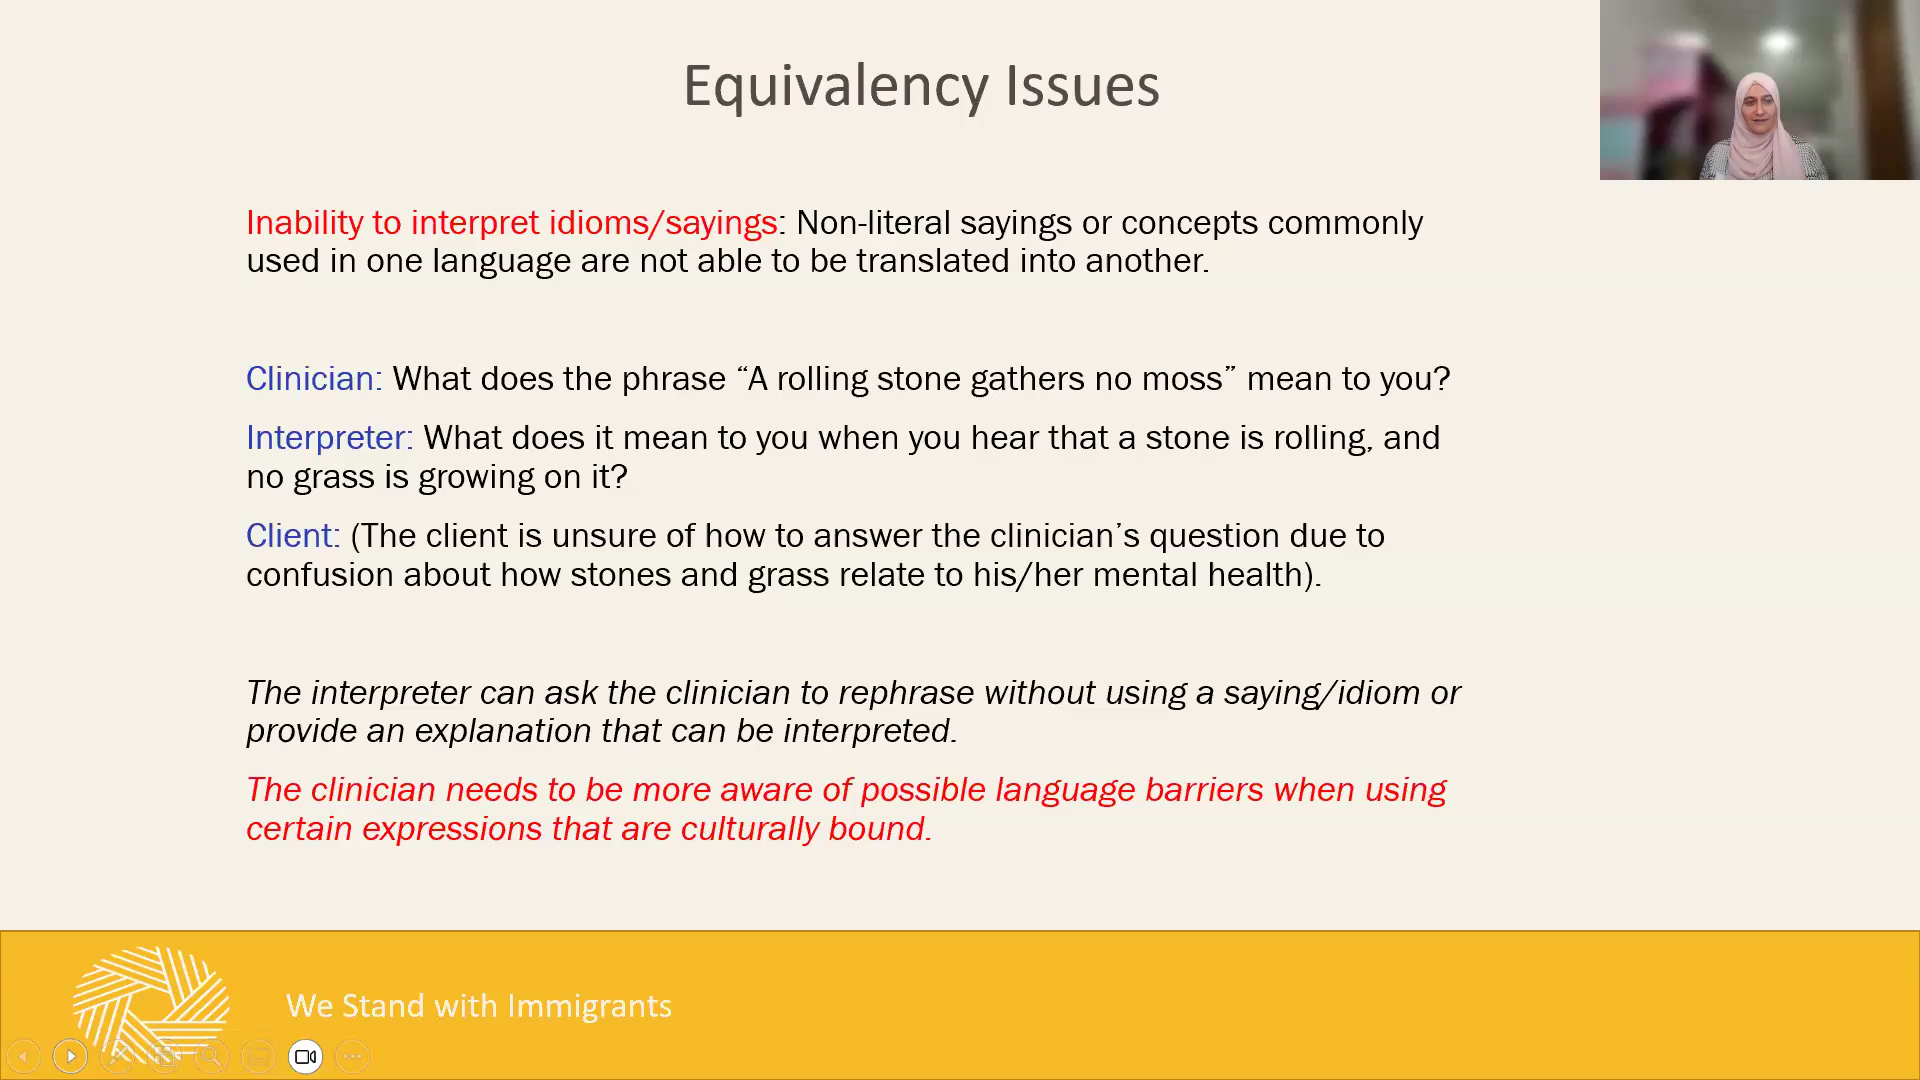 Equivalency Issues
Inability to interpret idioms/sayings: Non-literal sayings or concepts commonly
used in one language are not able to be translated into another.
Clinician: What does the phrase “A rolling stone gathers no moss” mean to you?
Interpreter: What does it mean to you when you hear that a stone is rolling, and
no grass is growing on it?
Client: (The client is unsure of how to answer the clinician’s question due to
confusion about how stones and grass relate to his/her mental health).
The interpreter can ask the clinician to rephrase without using a saying/idiom or
provide an explanation that can be interpreted.
The clinician needs to be more aware of possible language barriers when using
certain expressions that are culturally bound.
We Stand with Immigrants